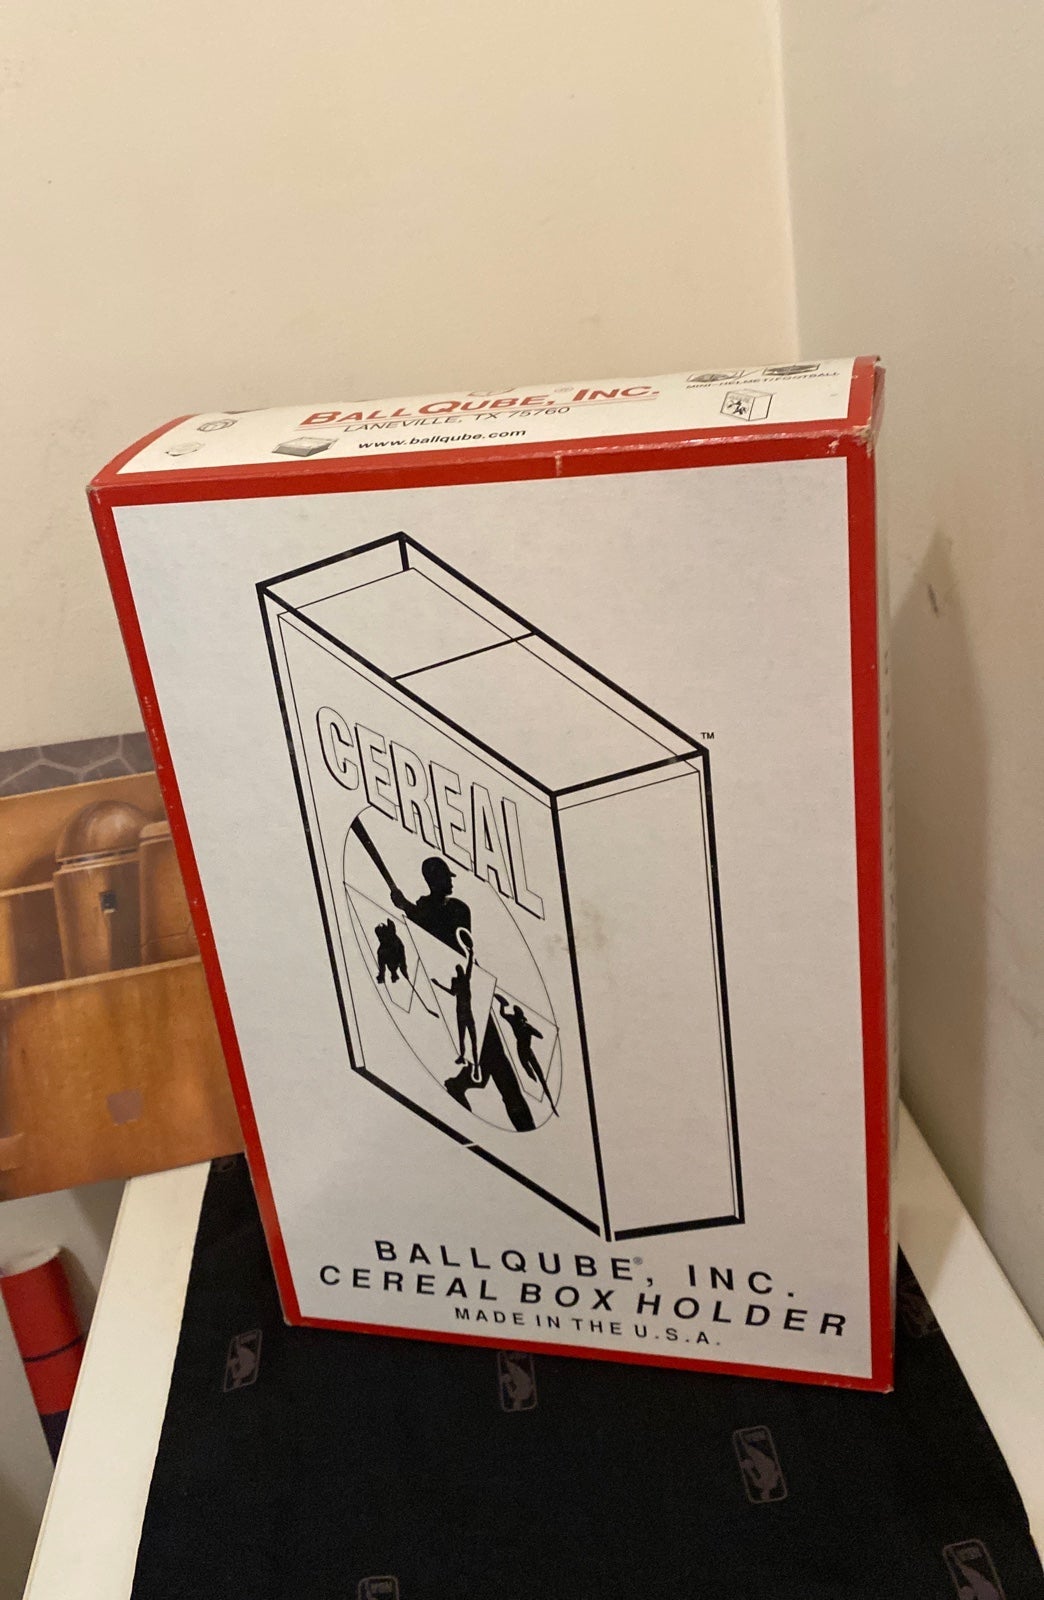 BALLQUBE, INC.
LANEVILLE, TX 75760
www.ballqube.com
MINI-HELMET/FOOTBALL
CEREAL
TM
BALLQUBE®, INC.
CEREAL BOX HOLDER
MADE IN THE U.S.A.